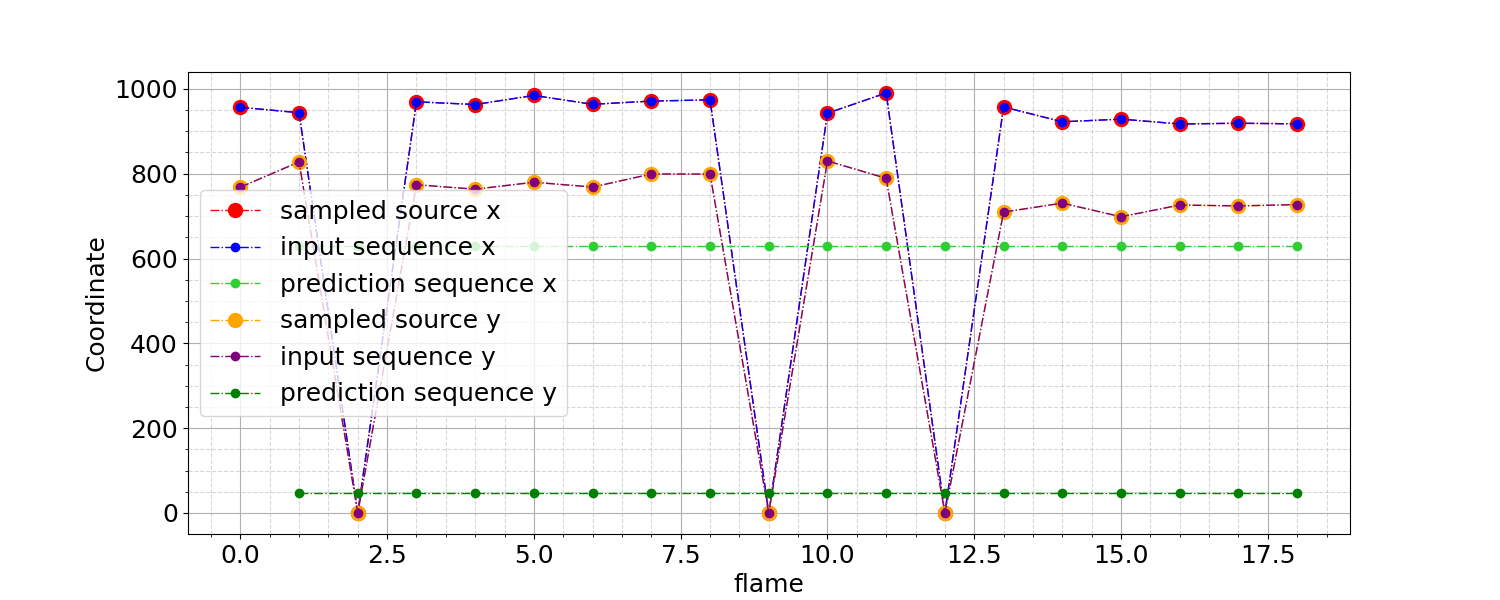 1000
800
600
400
200
0
Coordinate
sampled source x
input sequence x
prediction sequence x
sampled source y
input sequence y
prediction sequence y
0.0 2.5 5.0 7.5 10.0 12.5 15.0 17.5
flame